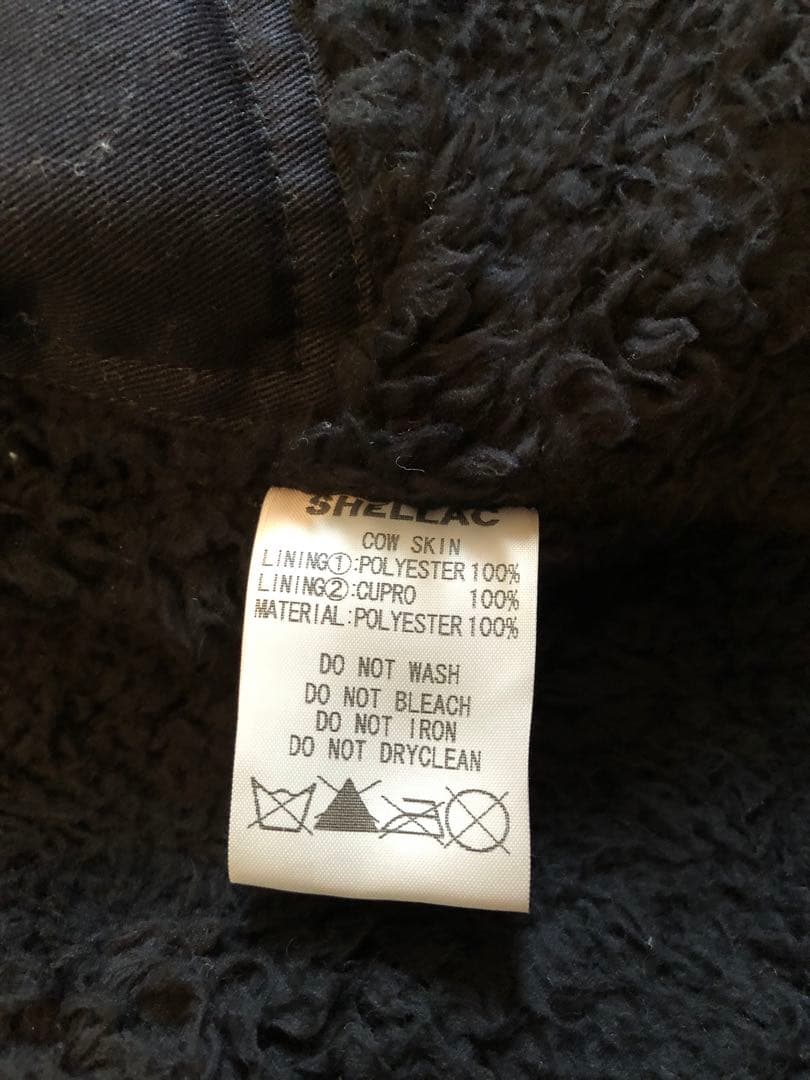 SHELLAC
COW SKIN
LINING①:POLYESTER 100%
LINING②:CUPRO 100%
MATERIAL:POLYESTER 100%
DO NOT WASH
DO NOT BLEACH
DO NOT IRON
DO NOT DRYCLEAN